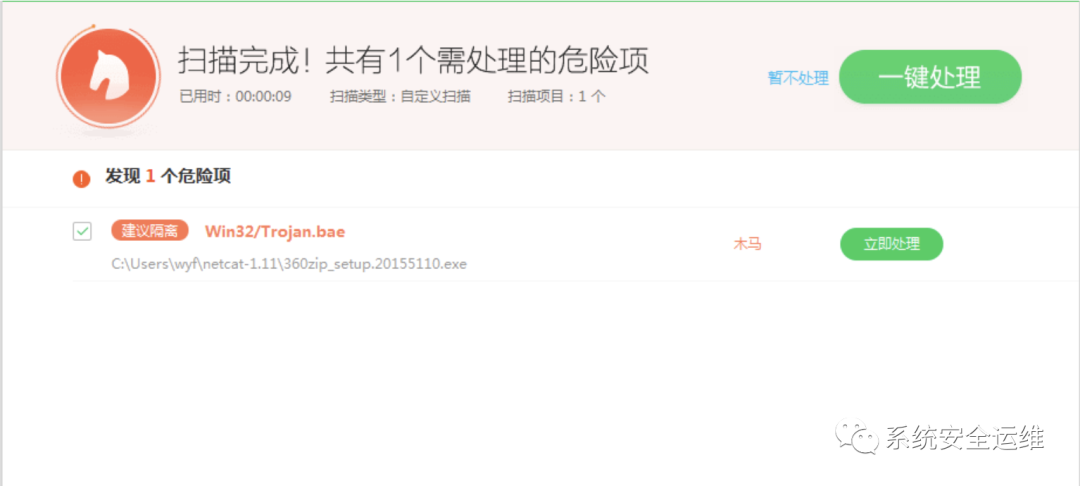 扫描完成！共有1个需处理的危险项
已用时：00:00:09 扫描类型：自定义扫描 扫描项目：1 个
暂不处理 一键处理
发现 1 个危险项
建议隔离 Win32/Trojan.bae 木马 立即处理
C:\Users\wyf\netcat-1.11\360zip_setup.20155110.exe
系统安全运维